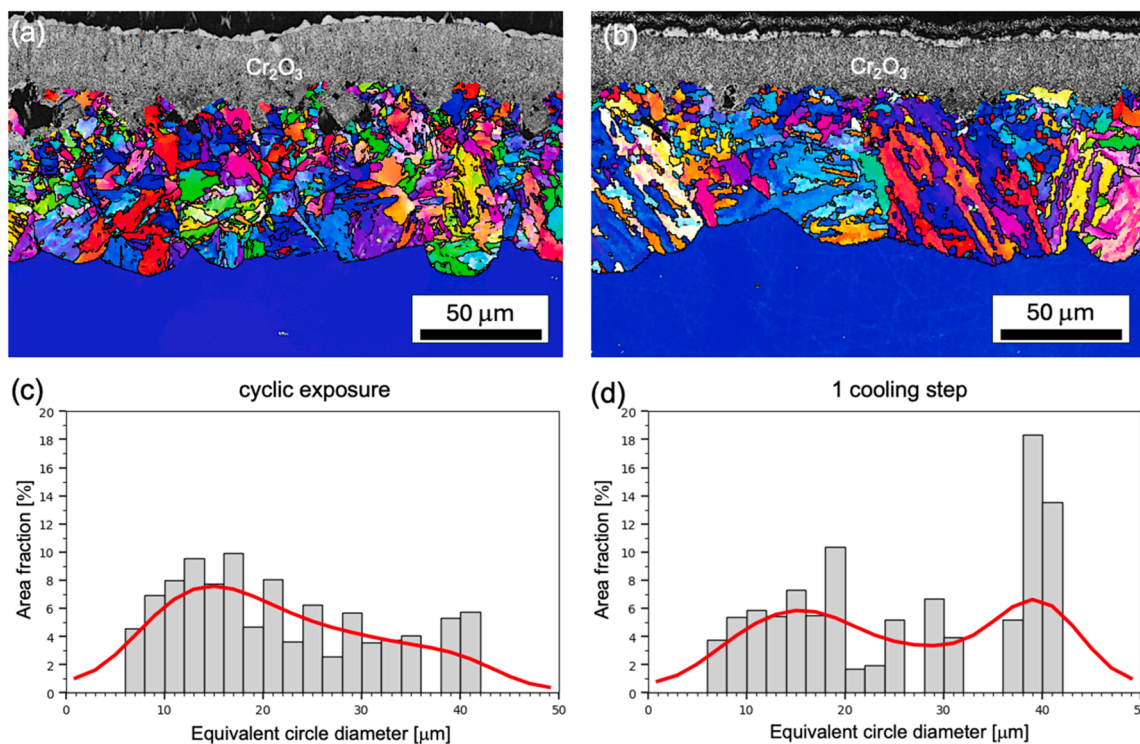 (a)
Cr₂O₃
50 μm
(b)
Cr₂O₃
50 μm
(c)
cyclic exposure
20
18
16
14
12
10
8
6
4
2
0
Area fraction [%]
0 10 20 30 40 50
Equivalent circle diameter [μm]
(d)
1 cooling step
20
18
16
14
12
10
8
6
4
2
0
Area fraction [%]
0 10 20 30 40
Equivalent circle diameter [μm]